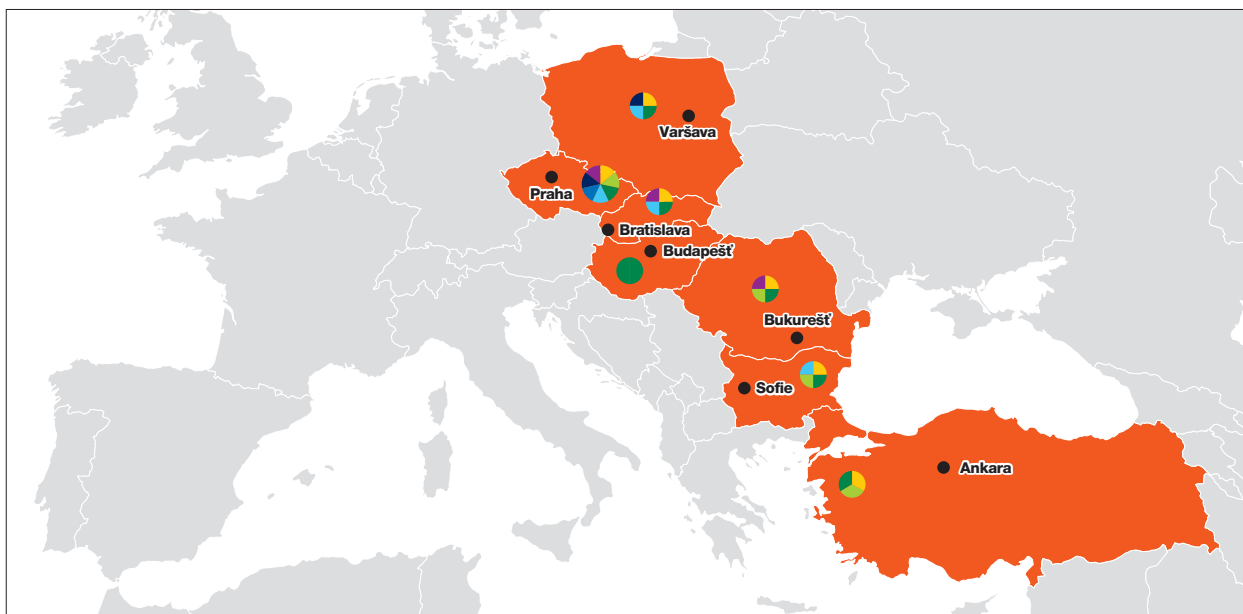 Varšava
Praha
Bratislava
Budapešť
Bukurešť
Sofie
Ankara